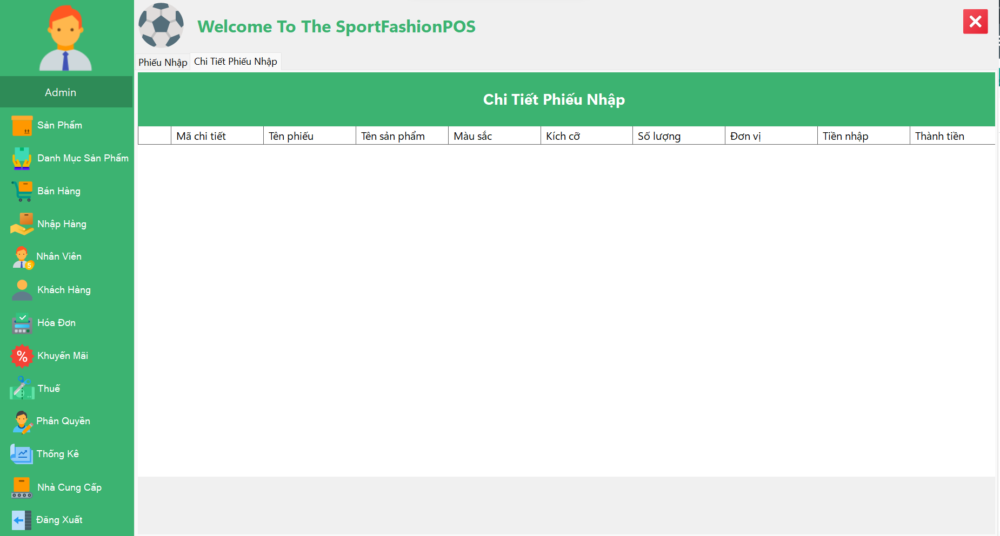 Welcome To The SportFashionPOS
Phiếu Nhập
Chi Tiết Phiếu Nhập
Admin
Sản Phẩm
Danh Mục Sản Phẩm
Bán Hàng
Nhập Hàng
Nhân Viên
Khách Hàng
Hóa Đơn
Khuyến Mãi
Thuế
Phân Quyền
Thống Kê
Nhà Cung Cấp
Đăng Xuất
Chi Tiết Phiếu Nhập
Mã chi tiết Tên phiếu Tên sản phẩm Màu sắc Kích cỡ Số lượng Đơn vị Tiền nhập Thành tiền